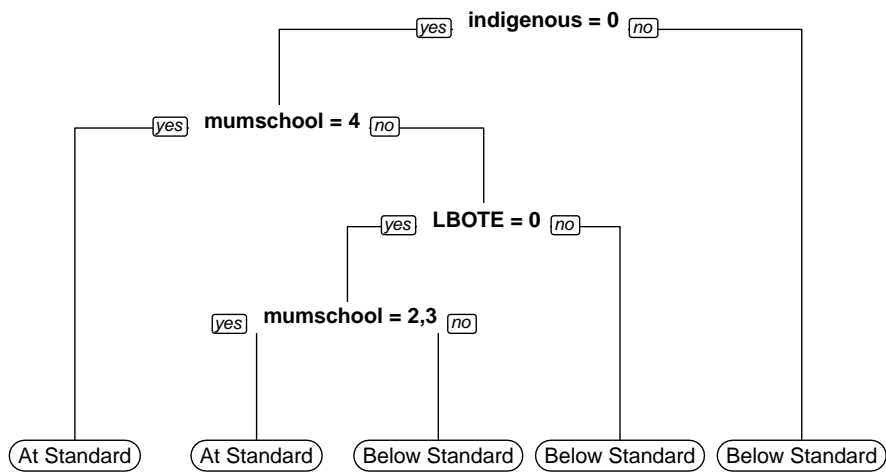 yes indigenous = 0 no
yes mumschool = 4 no
yes LBOTE = 0 no
yes mumschool = 2,3 no
At Standard At Standard Below Standard Below Standard Below Standard